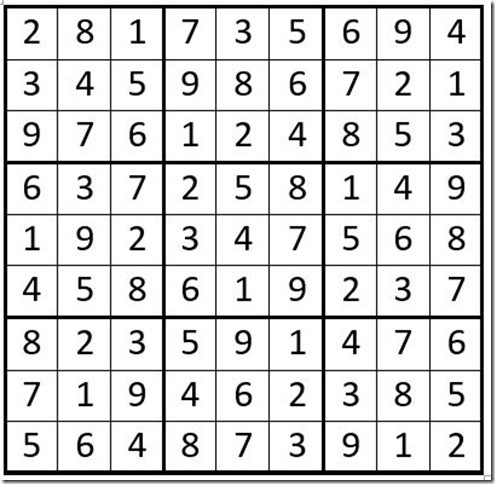 2 8 1 7 3 5 6 9 4
3 4 5 9 8 6 7 2 1
9 7 6 1 2 4 8 5 3
6 3 7 2 5 8 1 4 9
1 9 2 3 4 7 5 6 8
4 5 8 6 1 9 2 3 7
8 2 3 5 9 1 4 7 6
7 1 9 4 6 2 3 8 5
5 6 4 8 7 3 9 1 2